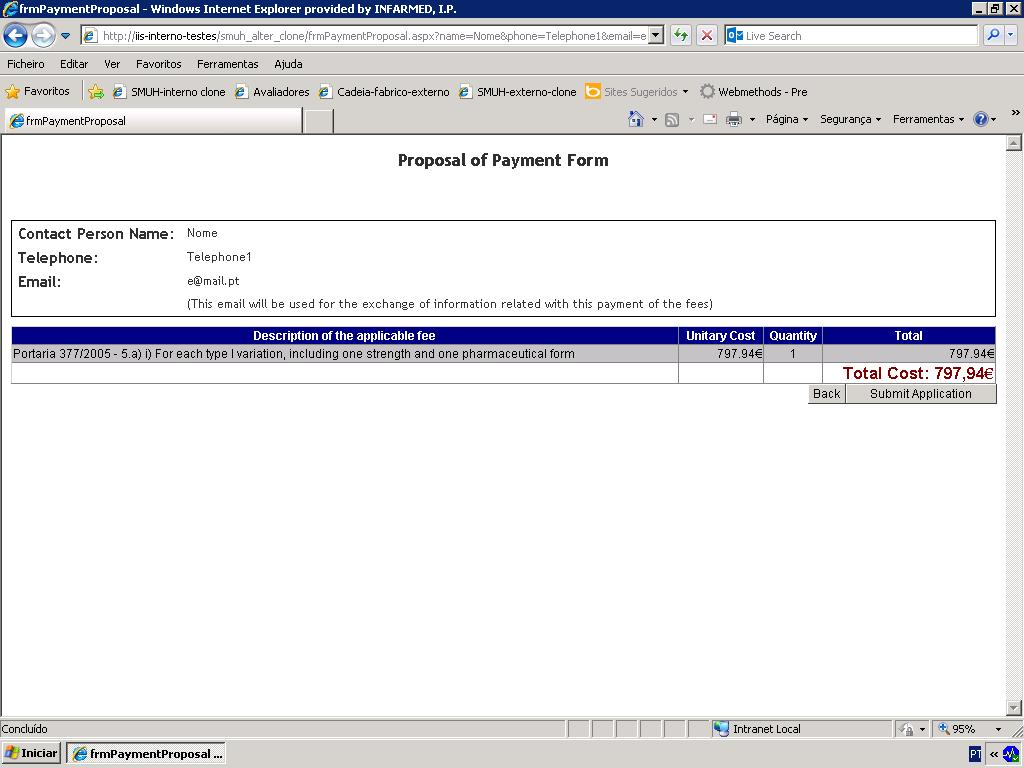 frmPaymentProposal - Windows Internet Explorer provided by INFARMED, I.P.
http://iis-interno-testes/smuh_alter_clone/frmPaymentProposal.aspx?name=Nome&phone=Telephone1&email=e
Live Search
Ficheiro Editar Ver Favoritos Ferramentas Ajuda
Favoritos SMUH-interno clone Avaliadores Cadeia-fabrico-externo SMUH-externo-clone Sites Sugeridos Webmethods - Pre
frmPaymentProposal
Página Segurança Ferramentas »
Proposal of Payment Form
Contact Person Name: Nome
Telephone: Telephone1
Email: e@mail.pt
(This email will be used for the exchange of information related with this payment of the fees)
Description of the applicable fee Unitary Cost Quantity Total
Portaria 377/2005 - 5.a) i) For each type I variation, including one strength and one pharmaceutical form 797.94€ 1 797.94€
Total Cost: 797,94€
Back Submit Application
Concluído Intranet Local 95%
Iniciar frmPaymentProposal ... PT «